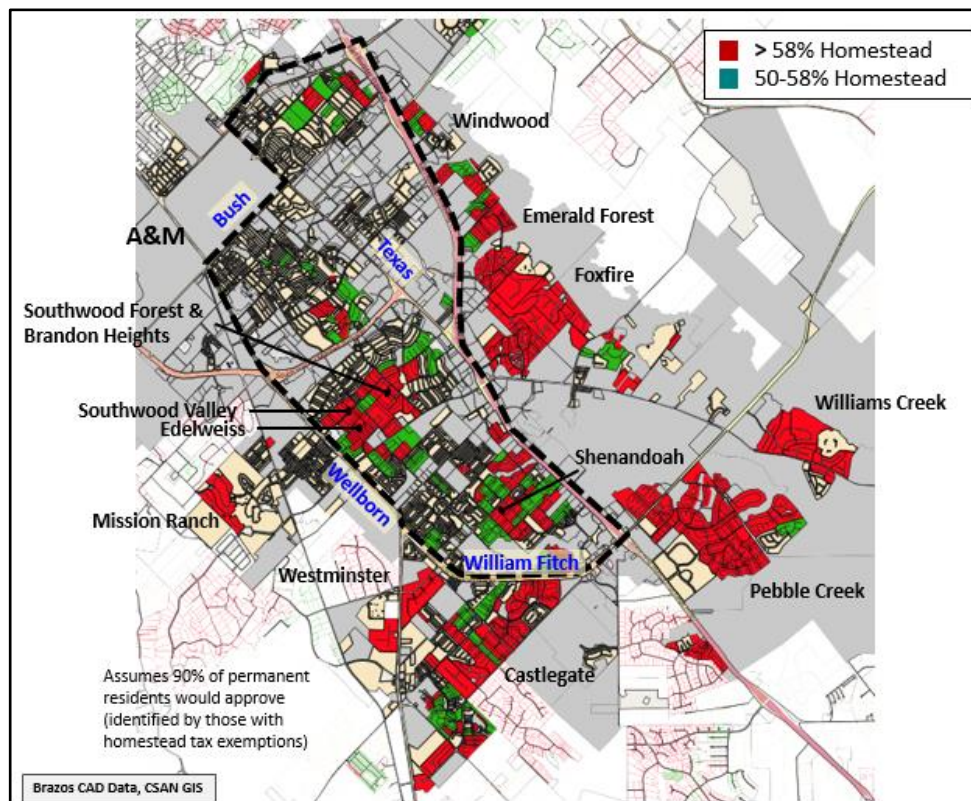 > 58% Homestead
50-58% Homestead
Windwood
Bush
Emerald Forest
A&M
Texas
Foxfire
Southwood Forest &
Brandon Heights
Williams Creek
Southwood Valley
Edelweiss
Shenandoah
Wellborn
Mission Ranch
William Fitch
Westminster
Pebble Creek
Castlegate
Assumes 90% of permanent
residents would approve
(identified by those with
homestead tax exemptions)
Brazos CAD Data, CSAN GIS